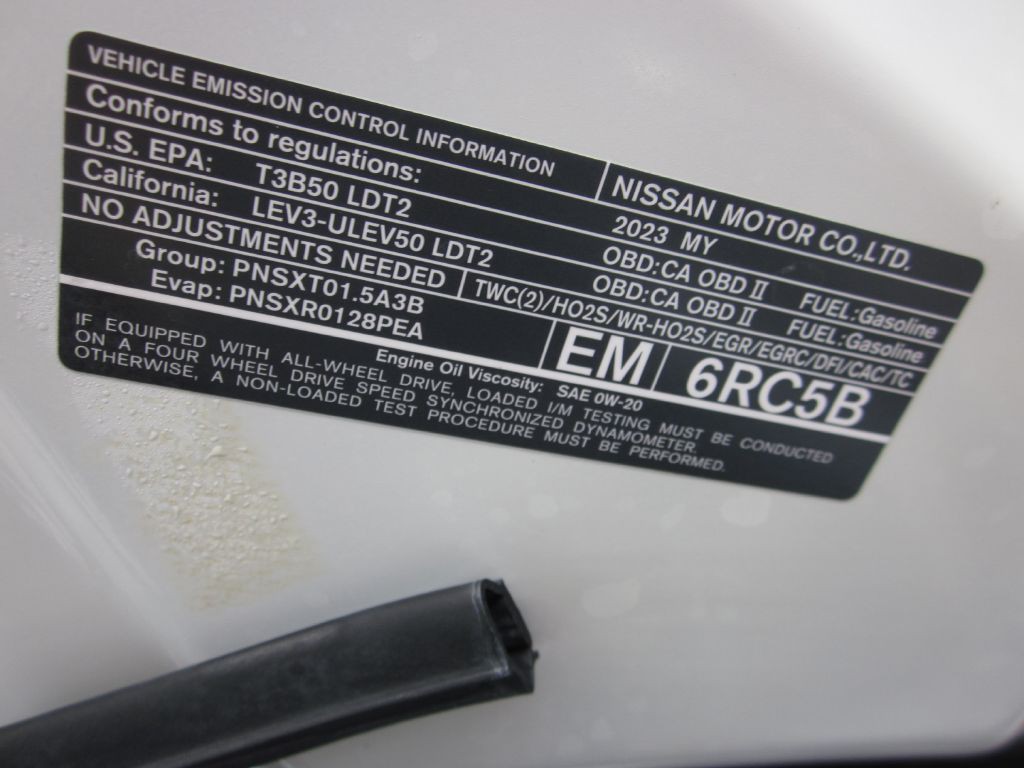 VEHICLE EMISSION CONTROL INFORMATION
NISSAN MOTOR CO.,LTD.
Conforms to regulations:
2023 MY
U.S. EPA: T3B50 LDT2 OBD:CA OBD II FUEL:Gasoline
California: LEV3-ULEV50 LDT2 OBD:CA OBD II FUEL:Gasoline
NO ADJUSTMENTS NEEDED TWC(2)/HO2S/WR-HO2S/EGR/EGRC/DFI/CAC/TC
Group: PNSXT01.5A3B
Evap: PNSXR0128PEA
EM 6RC5B
Engine Oil Viscosity: SAE 0W-20
IF EQUIPPED WITH ALL-WHEEL DRIVE, LOADED I/M TESTING MUST BE CONDUCTED
ON A FOUR WHEEL DRIVE SPEED SYNCHRONIZED DYNAMOMETER.
OTHERWISE, A NON-LOADED TEST PROCEDURE MUST BE PERFORMED.